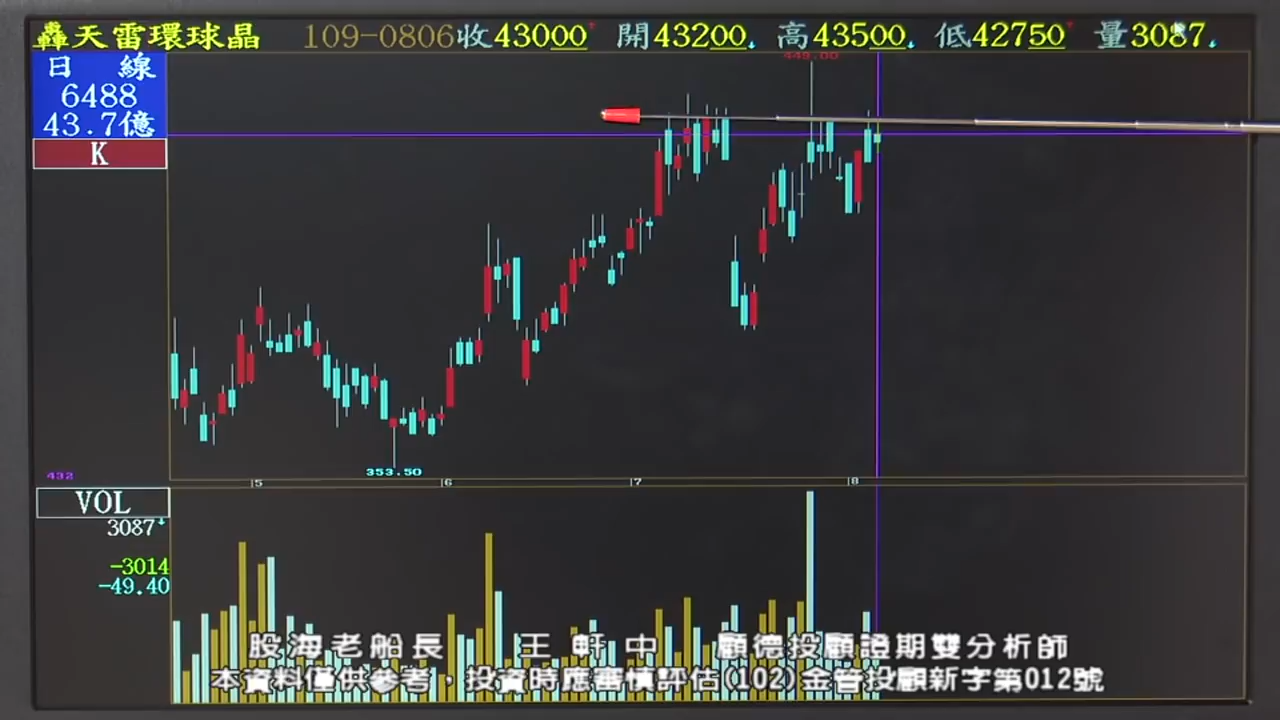 轟天雷環球晶 109-0806收43000↑ 開43200↓ 高43500↓ 低42750↑ 量3087↓
日 線
6488
43.7億
K
449.00
353.50
432
5 6 7 8
VOL
3087↓
-3014
-49.40
股海老船長 王軒中 顧德投顧證期雙分析師
本資料僅供參考,投資時應審慎評估(102)金管投顧新字第012號